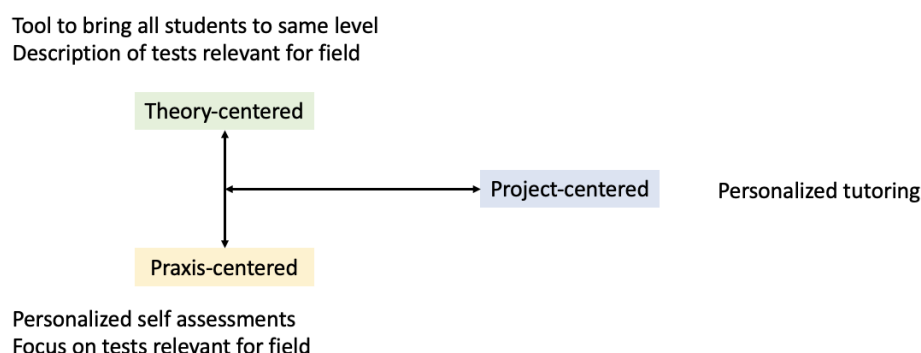 Tool to bring all students to same level
Description of tests relevant for field
Theory-centered
Project-centered
Personalized tutoring
Praxis-centered
Personalized self assessments
Focus on tests relevant for field